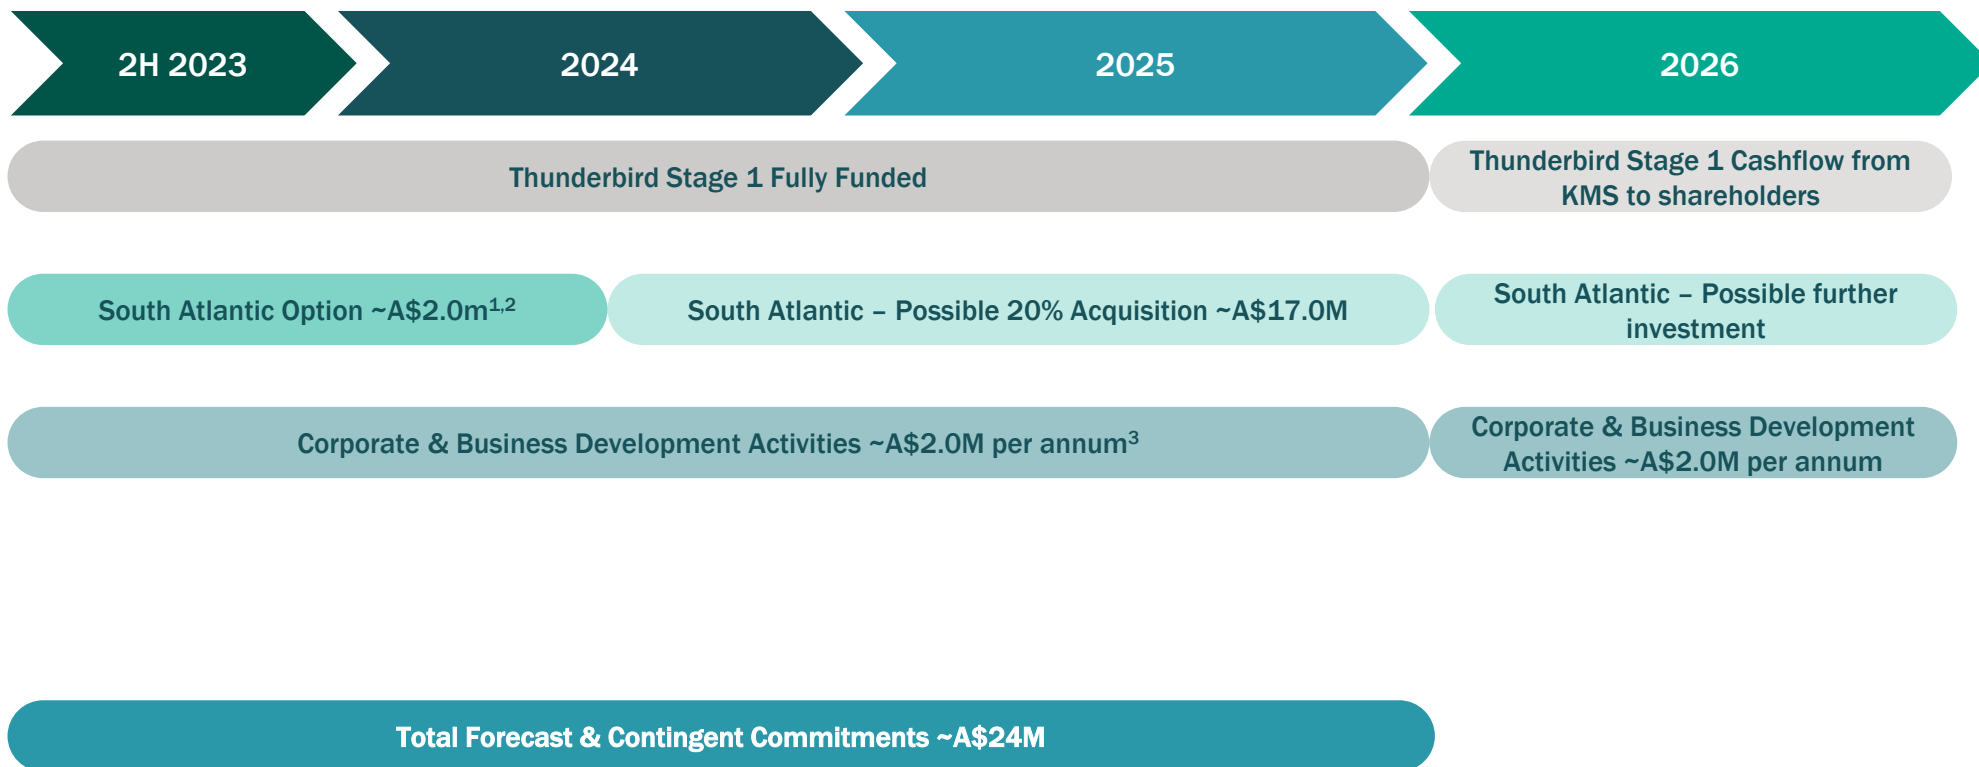 2H 2023
2024
2025
2026
Thunderbird Stage 1 Fully Funded
Thunderbird Stage 1 Cashflow from
KMS to shareholders
South Atlantic Option ~A$2.0m1,2
South Atlantic – Possible 20% Acquisition ~A$17.0M
South Atlantic – Possible further
investment
Corporate & Business Development Activities ~A$2.0M per annum3
Corporate & Business Development
Activities ~A$2.0M per annum
Total Forecast & Contingent Commitments ~A$24M